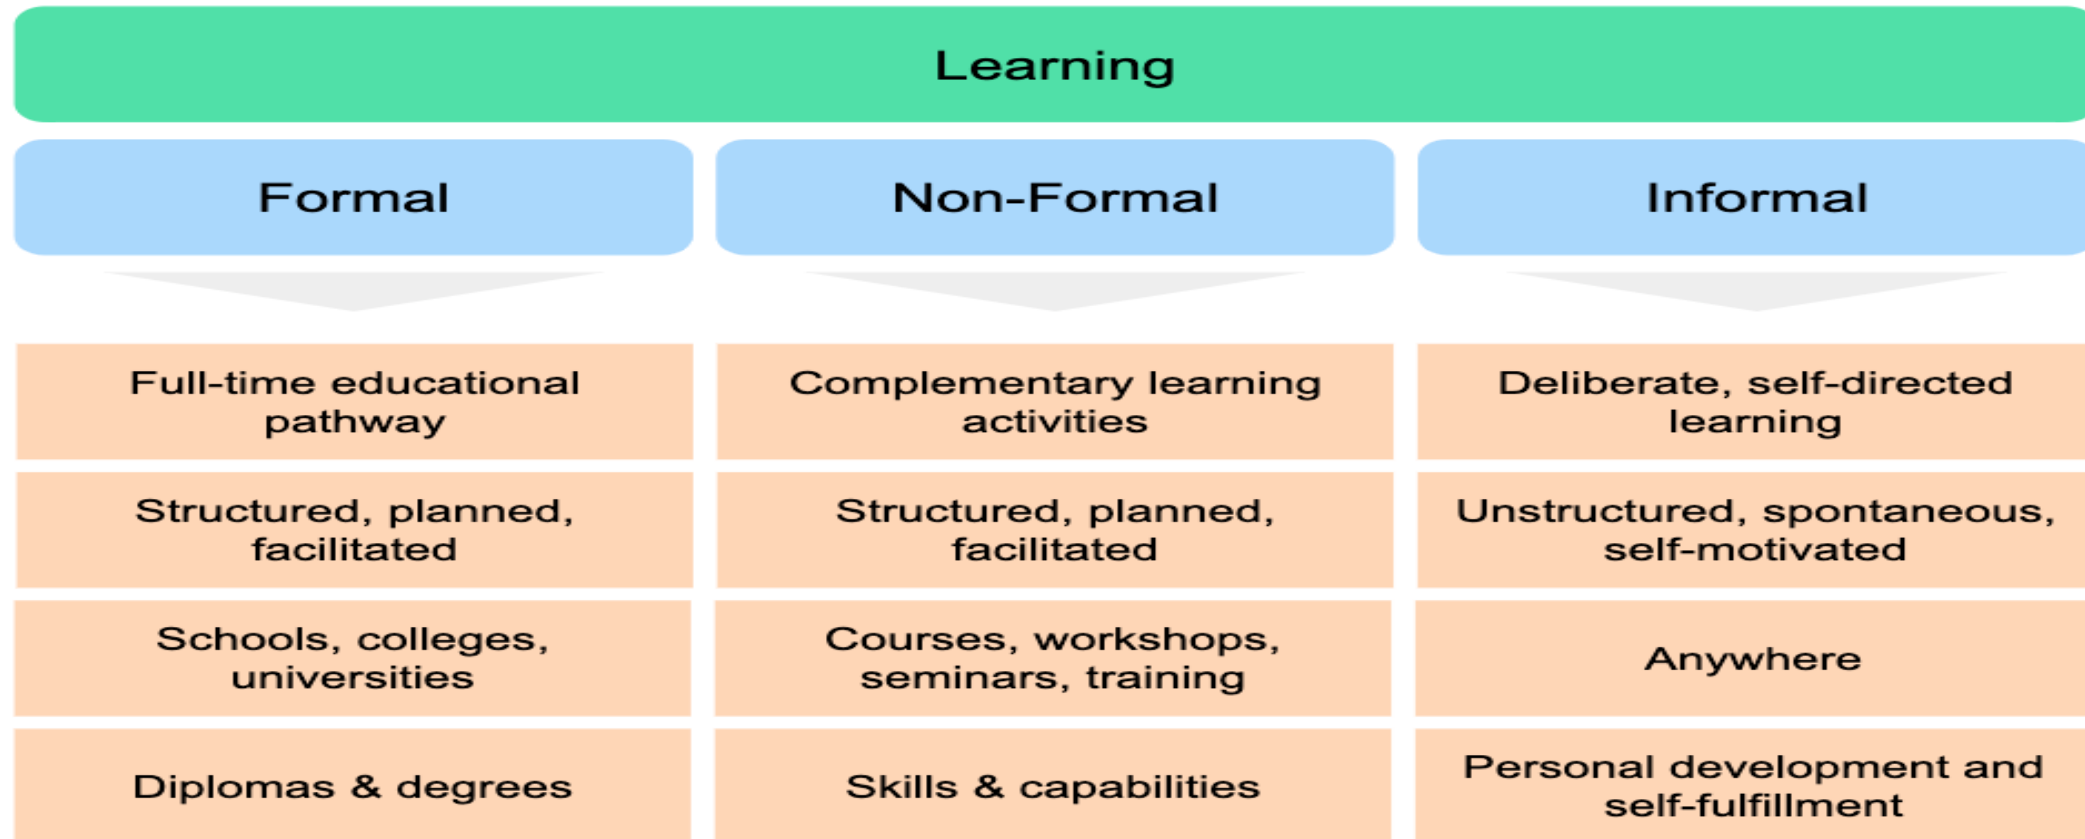 Learning
Formal
Non-Formal
Informal
Full-time educational
pathway
Complementary learning
activities
Deliberate, self-directed
learning
Structured, planned,
facilitated
Structured, planned,
facilitated
Unstructured, spontaneous,
self-motivated
Schools, colleges,
universities
Courses, workshops,
seminars, training
Anywhere
Diplomas & degrees
Skills & capabilities
Personal development and
self-fulfillment